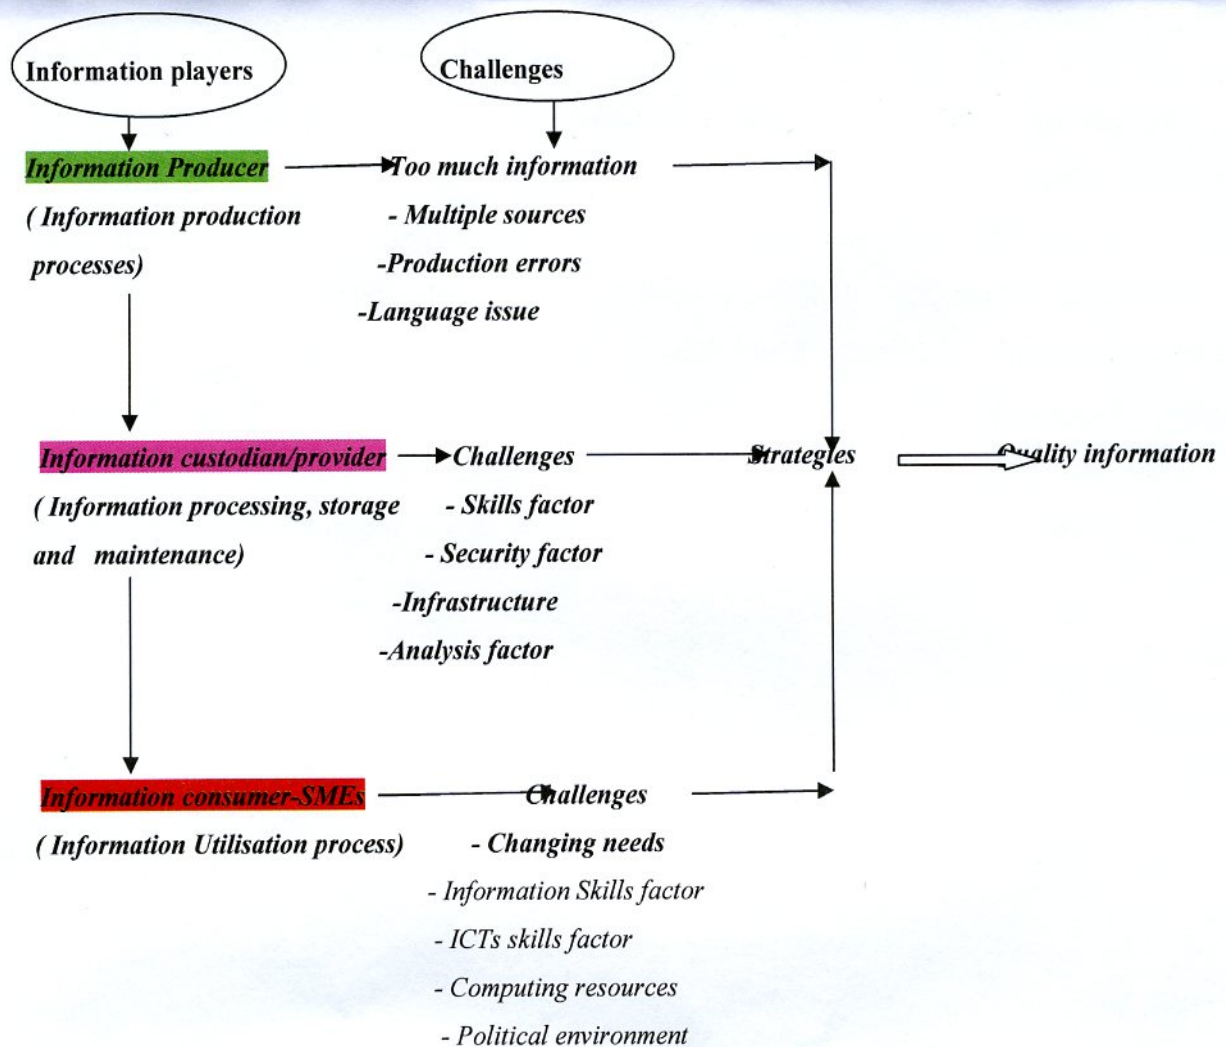 Information players
Challenges
Information Producer
Too much information
( Information production
processes)
- Multiple sources
-Production errors
-Language issue
Information custodian/provider
Challenges
Strategies
Quality information
( Information processing, storage
and maintenance)
- Skills factor
- Security factor
-Infrastructure
-Analysis factor
Information consumer-SMEs
Challenges
( Information Utilisation process)
- Changing needs
- Information Skills factor
- ICTs skills factor
- Computing resources
- Political environment